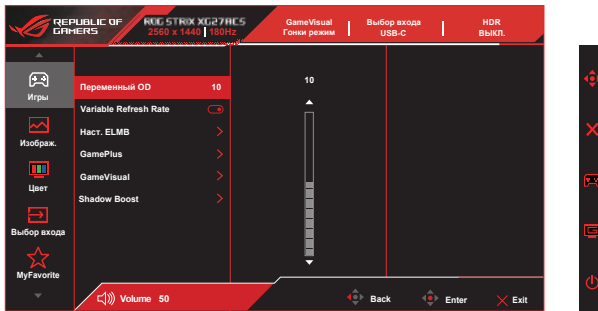 REPUBLIC OF
GAMERS
ROG STRIX XG27ACS
2560 x 1440 180Hz
GameVisual
Гонки режим
Выбор входа
USB-C
HDR
ВЫКЛ.
Игры
Изображ.
Цвет
Выбор входа
MyFavorite
Переменный OD 10
Variable Refresh Rate
Наст. ELMB
GamePlus
GameVisual
Shadow Boost
10
Volume 50
Back
Enter
Exit